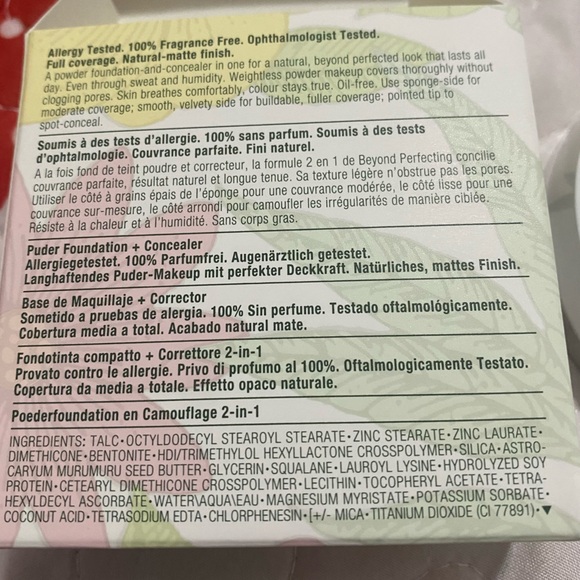 Allergy Tested. 100% Fragrance Free. Ophthalmologist Tested.
Full coverage. Natural-matte finish.
A powder foundation-and-concealer in one for a natural, beyond perfected look that lasts all
day. Even through sweat and humidity. Weightless powder makeup covers thoroughly without
clogging pores. Skin breathes comfortably, colour stays true. Oil-free. Use sponge-side for
moderate coverage; smooth, velvety side for buildable, fuller coverage; pointed tip to
spot-conceal.
Soumis à des tests d'allergie. 100% sans parfum. Soumis à des tests
d'ophtalmologie. Couvrance parfaite. Fini naturel.
A la fois fond de teint poudre et correcteur, la formule 2 en 1 de Beyond Perfecting concilie
couvrance parfaite, résultat naturel et longue tenue. Sa texture légère n'obstrue pas les pores.
Utiliser le côté à grains épais de l'éponge pour une couvrance modérée, le côté lisse pour une
couvrance sur-mesure, le côté arrondi pour camoufler les irrégularités de manière ciblée.
Résiste à la chaleur et à l'humidité. Sans corps gras.
Puder Foundation + Concealer
Allergiegetestet. 100% Parfumfrei. Augenärztlich getestet.
Langhaftendes Puder-Makeup mit perfekter Deckkraft. Natürliches, mattes Finish.
Base de Maquillaje + Corrector
Sometido a pruebas de alergia. 100% Sin perfume. Testado oftalmológicamente.
Cobertura media a total. Acabado natural mate.
Fondotinta compatto + Correttore 2-in-1
Provato contro le allergie. Privo di profumo al 100%. Oftalmologicamente Testato.
Copertura da media a totale. Effetto opaco naturale.
Poederfoundation en Camouflage 2-in-1
INGREDIENTS: TALC•OCTYLDODECYL STEAROYL STEARATE•ZINC STEARATE•ZINC LAURATE•
DIMETHICONE•BENTONITE•HDI/TRIMETHYLOL HEXYLLACTONE CROSSPOLYMER•SILICA•ASTRO-
CARYUM MURUMURU SEED BUTTER•GLYCERIN•SQUALANE•LAUROYL LYSINE•HYDROLYZED SOY
PROTEIN•CETEARYL DIMETHICONE CROSSPOLYMER•LECITHIN•TOCOPHERYL ACETATE•TETRA-
HEXYLDECYL ASCORBATE•WATER\AQUA\EAU•MAGNESIUM MYRISTATE•POTASSIUM SORBATE•
COCONUT ACID•TETRASODIUM EDTA•CHLORPHENESIN•[+/- MICA•TITANIUM DIOXIDE (CI 77891)•▼